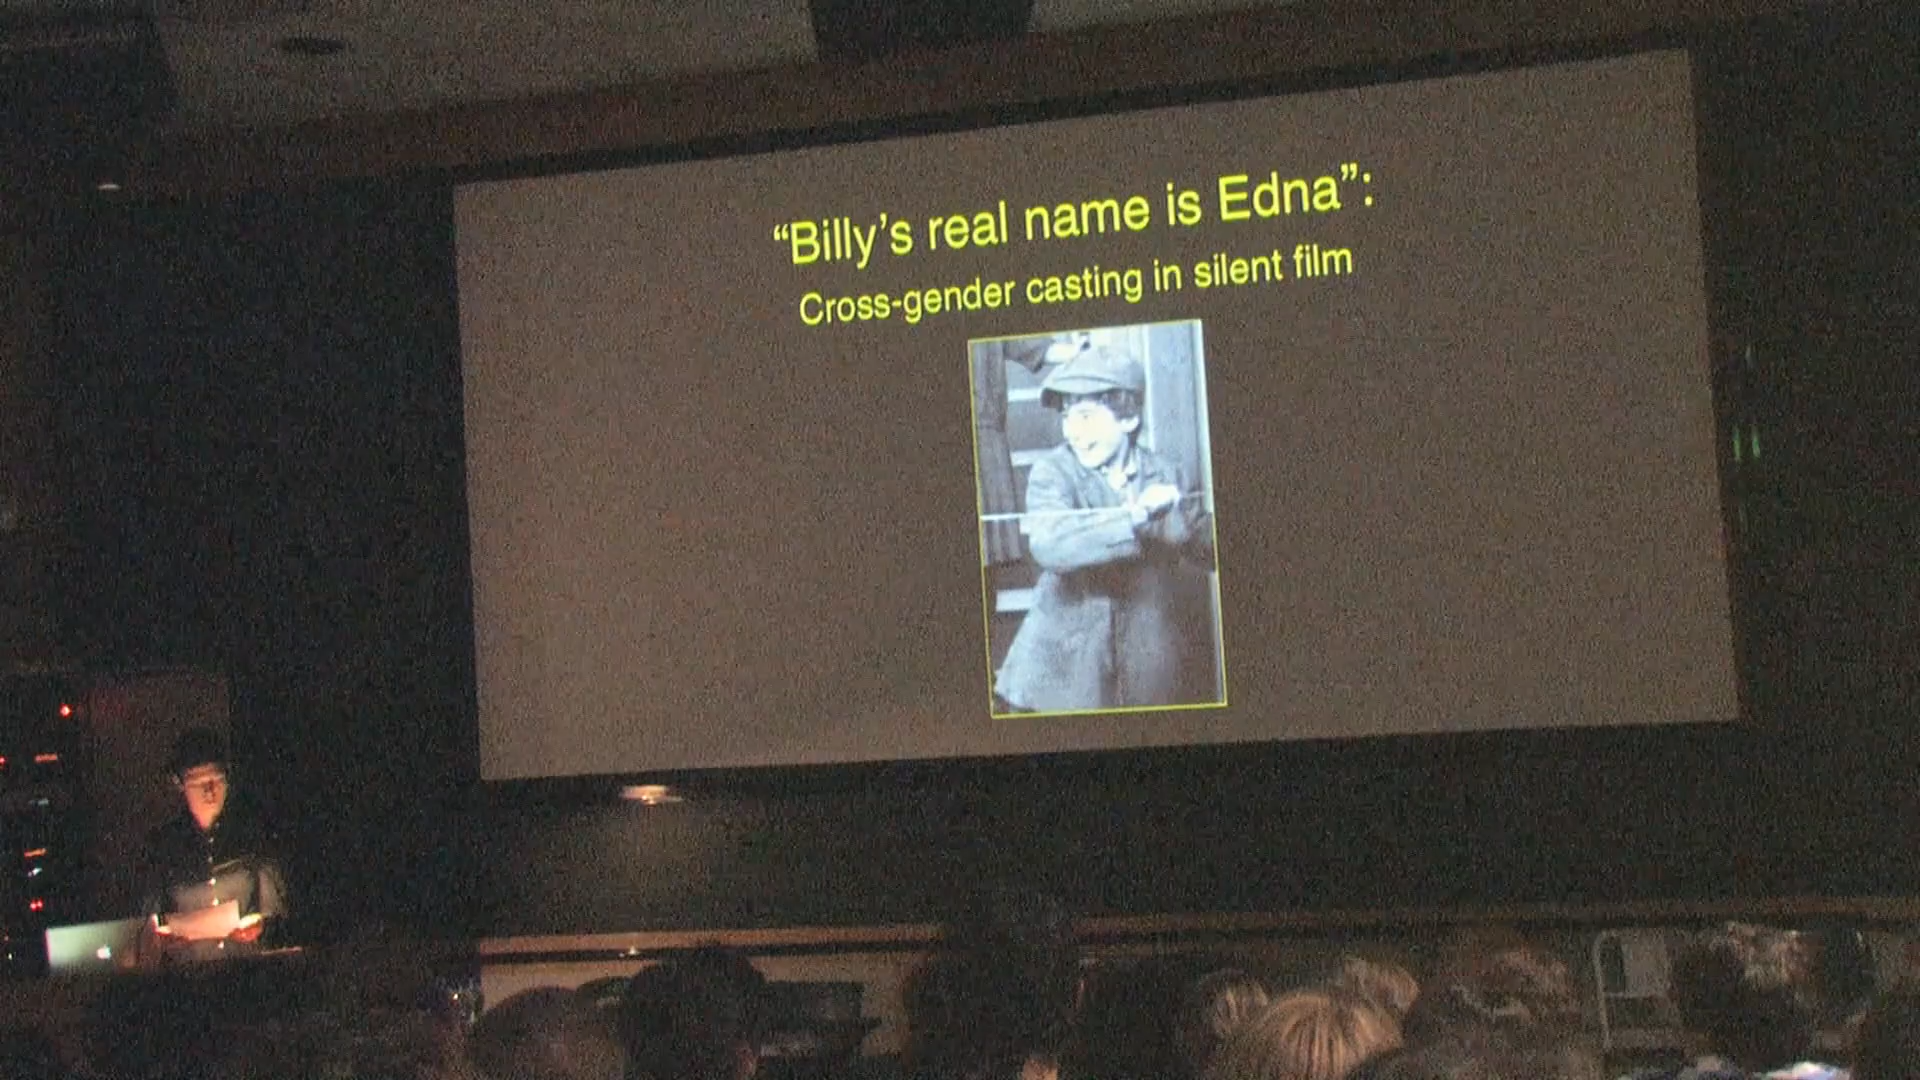 “Billy’s real name is Edna”:
Cross-gender casting in silent film